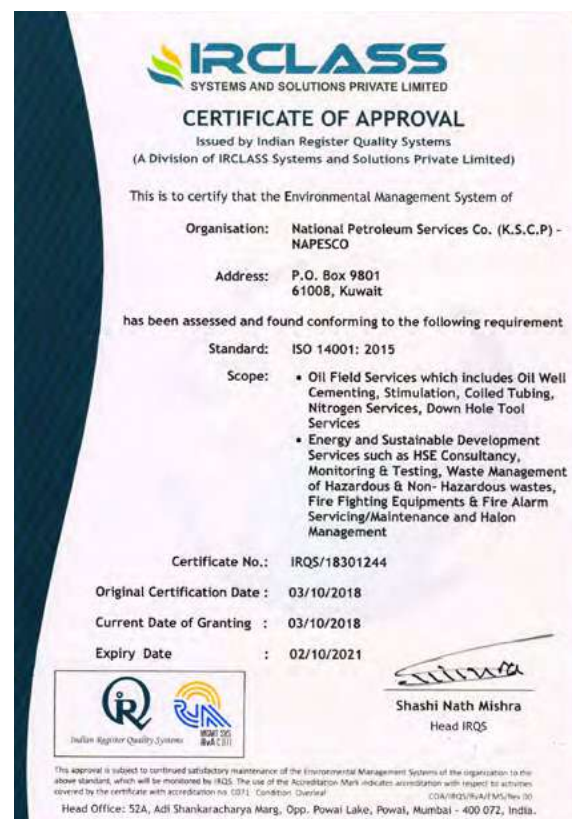 IRCLASS
SYSTEMS AND SOLUTIONS PRIVATE LIMITED
CERTIFICATE OF APPROVAL
Issued by Indian Register Quality Systems
(A Division of IRCLASS Systems and Solutions Private Limited)
This is to certify that the Environmental Management System of
Organisation: National Petroleum Services Co. (K.S.C.P) -
NAPESCO
Address: P.O. Box 9801
61008, Kuwait
has been assessed and found conforming to the following requirement
Standard: ISO 14001: 2015
Scope: • Oil Field Services which includes Oil Well
Cementing, Stimulation, Coiled Tubing,
Nitrogen Services, Down Hole Tool
Services
• Energy and Sustainable Development
Services such as HSE Consultancy,
Monitoring & Testing, Waste Management
of Hazardous & Non- Hazardous wastes,
Fire Fighting Equipments & Fire Alarm
Servicing/Maintenance and Halon
Management
Certificate No.: IRQS/18301244
Original Certification Date : 03/10/2018
Current Date of Granting : 03/10/2018
Expiry Date : 02/10/2021
Shashi Nath Mishra
Head IRQS
Indian Register Quality Systems
RvA C 071
This approval is subject to continued satisfactory maintenance of the Environmental Management Systems of the organization to the
above standard, which will be monitored by IRQS. The use of the Accreditation Mark indicates accreditation with respect to activities
covered by the certificate with accreditation no. C071. Condition Overleaf
Head Office: 52A, Adi Shankaracharya Marg, Opp. Powai Lake, Powai, Mumbai - 400 072, India.